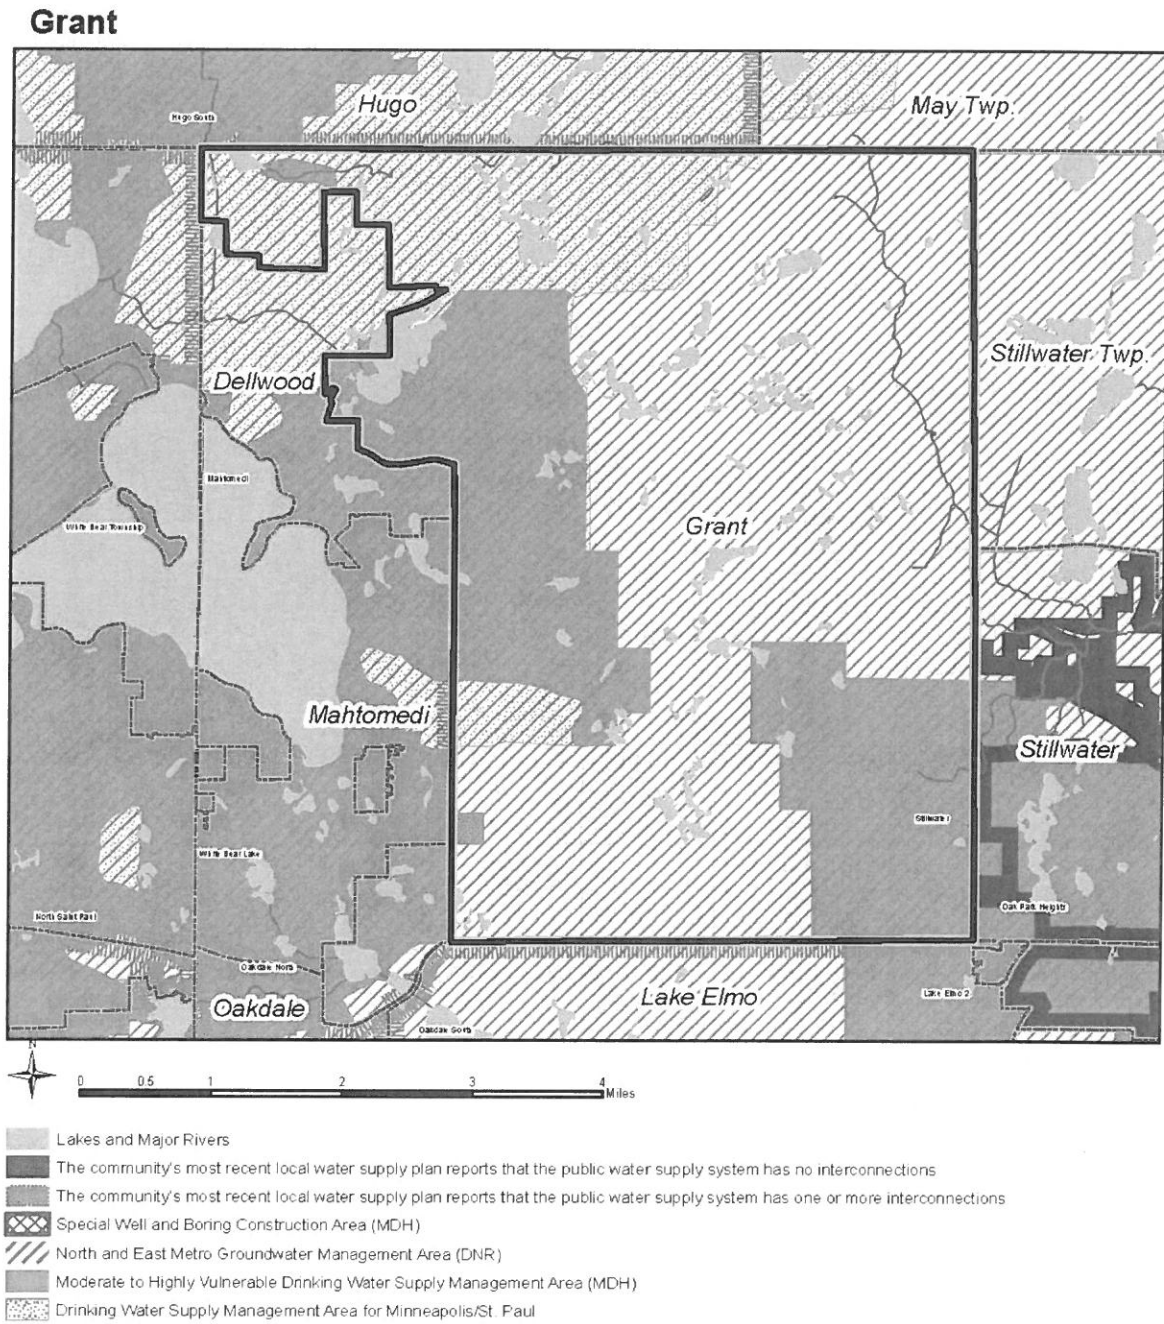 Grant
Hugo
May Twp.
Hugo South
Stillwater Twp.
Dellwood
Mahtomedi
White Bear Township
Grant
Mahtomedi
Stillwater
Stillwater
White Bear Lake
North Saint Paul
Oak Park Heights
Oakdale North
Oakdale
Lake Elmo
Lake Elmo 2
Oakdale South
N
0 0.5 1 2 3 4
Miles
Lakes and Major Rivers
The community's most recent local water supply plan reports that the public water supply system has no interconnections
The community's most recent local water supply plan reports that the public water supply system has one or more interconnections
Special Well and Boring Construction Area (MDH)
North and East Metro Groundwater Management Area (DNR)
Moderate to Highly Vulnerable Drinking Water Supply Management Area (MDH)
Drinking Water Supply Management Area for Minneapolis/St. Paul